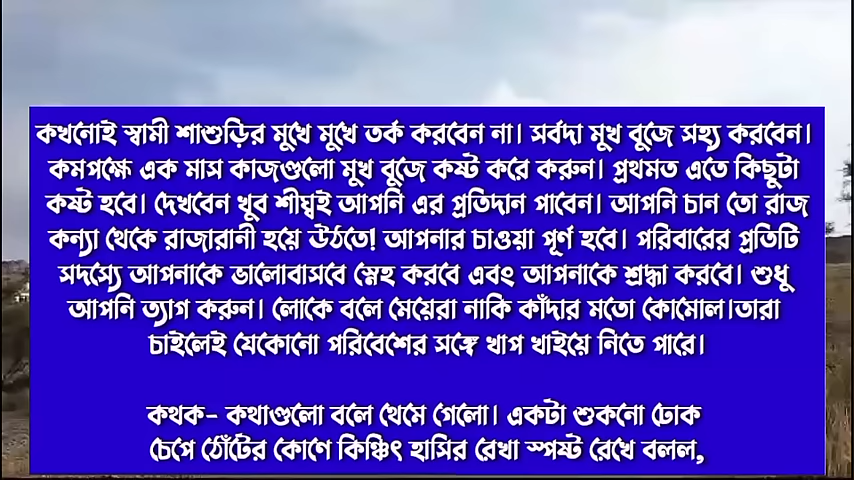 কখনোই স্বামী শাশুড়ির মুখে মুখে তর্ক করবেন না। সর্বদা মুখ বুজে সহ্য করবেন।
কমপক্ষে এক মাস কাজগুলো মুখ বুজে কষ্ট করে করুন। প্রথমত এতে কিছুটা
কষ্ট হবে। দেখবেন খুব শীঘ্রই আপনি এর প্রতিদান পাবেন। আপনি চান তো রাজ
কন্যা থেকে রাজারানী হয়ে উঠতে! আপনার চাওয়া পূর্ণ হবে। পরিবারের প্রতিটি
সদস্যে আপনাকে ভালোবাসবে স্নেহ করবে এবং আপনাকে শ্রদ্ধা করবে। শুধু
আপনি ত্যাগ করুন। লোকে বলে মেয়েরা নাকি কাঁদার মতো কোমোল।তারা
চাইলেই যেকোনো পরিবেশের সঙ্গে খাপ খাইয়ে নিতে পারে।
কথক- কথাগুলো বলে থেমে গেলো। একটা শুকনো ঢোক
চেপে ঠোঁটের কোণে কিঞ্চিৎ হাসির রেখা স্পষ্ট রেখে বলল,